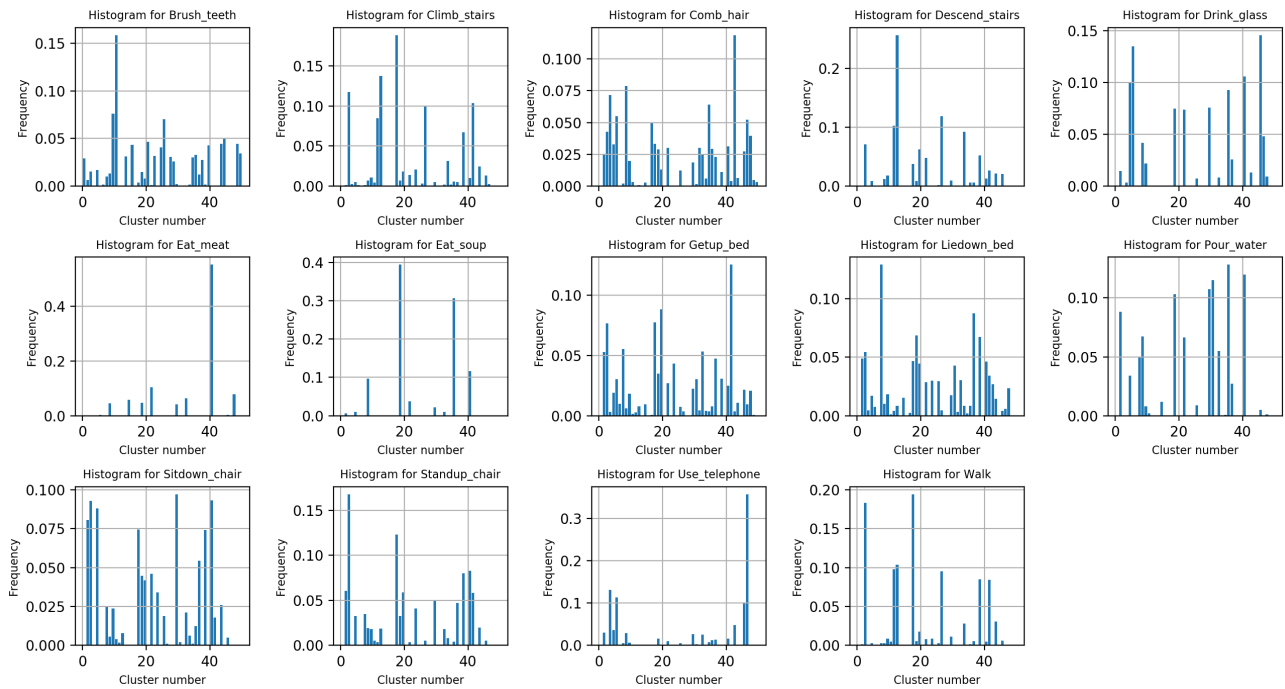 Histogram for Brush_teeth
0.15
0.10
0.05
0.00
Frequency
0 20 40
Cluster number
Histogram for Climb_stairs
0.15
0.10
0.05
0.00
Frequency
0 20 40
Cluster number
Histogram for Comb_hair
0.100
0.075
0.050
0.025
0.000
Frequency
0 20 40
Cluster number
Histogram for Descend_stairs
0.2
0.1
0.0
Frequency
0 20 40
Cluster number
Histogram for Drink_glass
0.15
0.10
0.05
0.00
Frequency
0 20 40
Cluster number
Histogram for Eat_meat
0.4
0.2
0.0
Frequency
0 20 40
Cluster number
Histogram for Eat_soup
0.4
0.3
0.2
0.1
0.0
Frequency
0 20 40
Cluster number
Histogram for Getup_bed
0.10
0.05
0.00
Frequency
0 20 40
Cluster number
Histogram for Liedown_bed
0.10
0.05
0.00
Frequency
0 20 40
Cluster number
Histogram for Pour_water
0.10
0.05
0.00
Frequency
0 20 40
Cluster number
Histogram for Sitdown_chair
0.100
0.075
0.050
0.025
0.000
Frequency
0 20 40
Cluster number
Histogram for Standup_chair
0.15
0.10
0.05
0.00
Frequency
0 20 40
Cluster number
Histogram for Use_telephone
0.3
0.2
0.1
0.0
Frequency
0 20 40
Cluster number
Histogram for Walk
0.20
0.15
0.10
0.05
0.00
Frequency
0 20 40
Cluster number